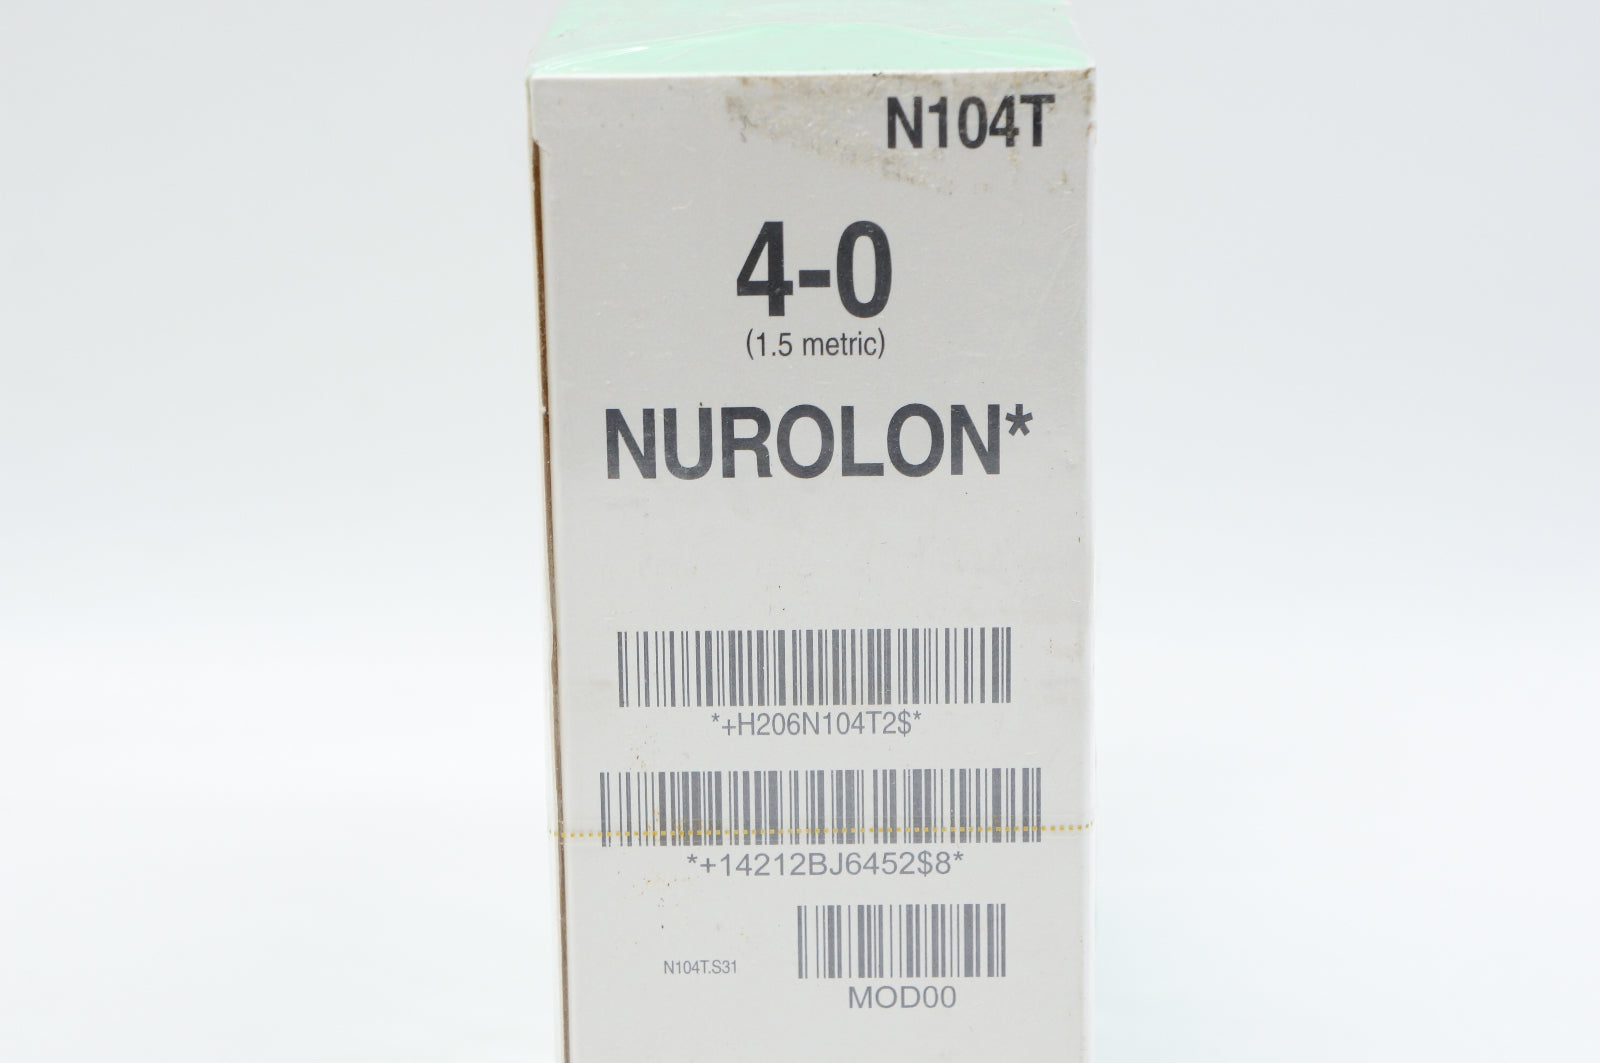 N104T
4-0
(1.5 metric)
NUROLON*
*+H206N104T2$*
*+14212BJ6452$8*
N104T.S31
MOD00